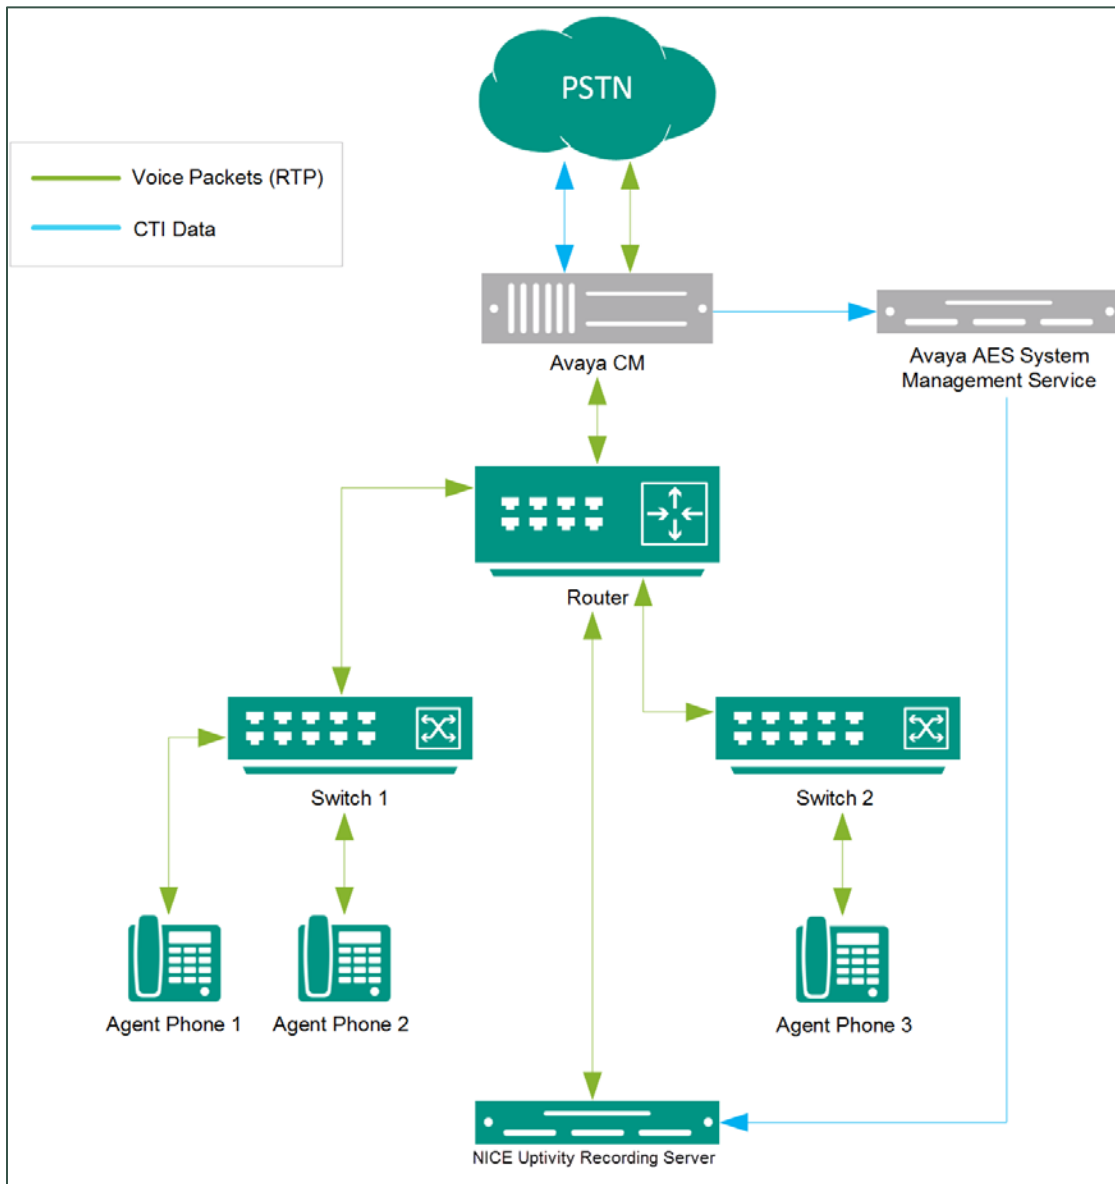 PSTN
Voice Packets (RTP)
CTI Data
Avaya CM
Avaya AES System
Management Service
Router
Switch 1
Switch 2
Agent Phone 1
Agent Phone 2
Agent Phone 3
NICE Uptivity Recording Server